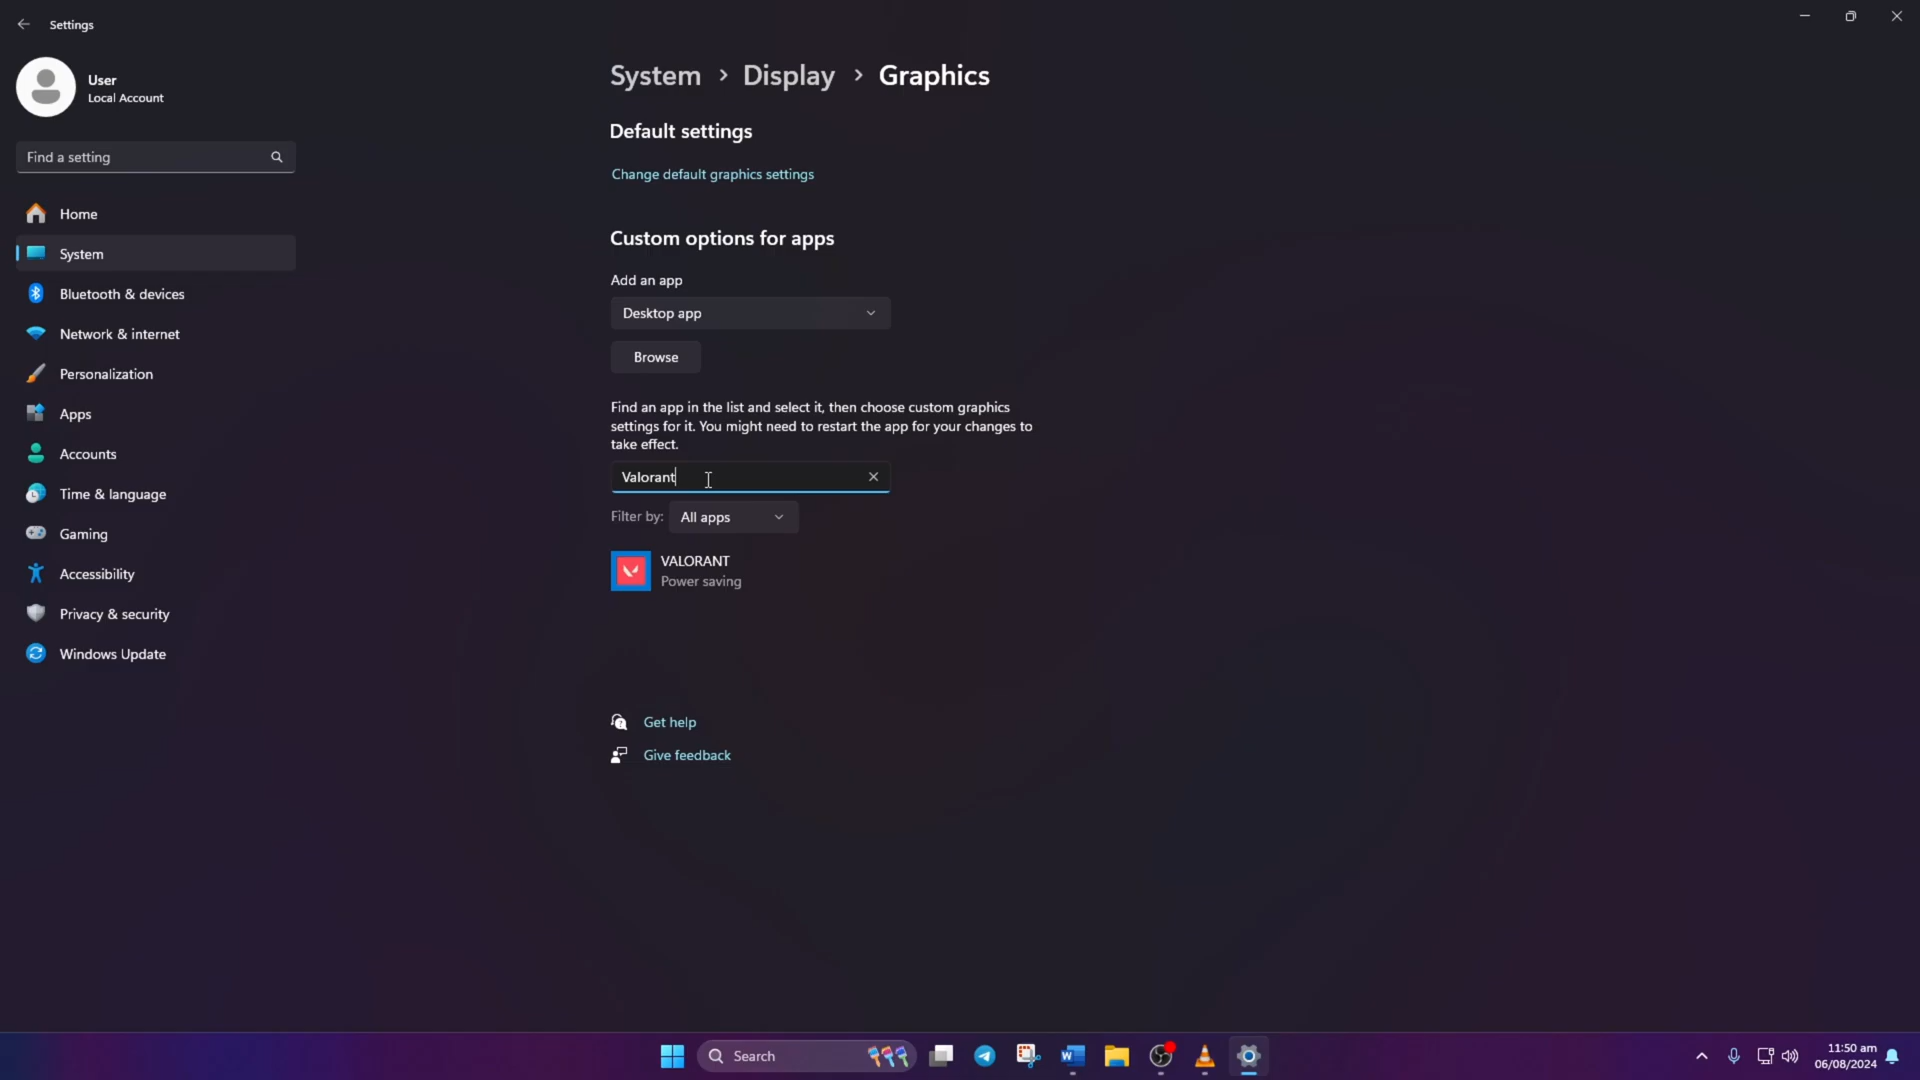 Settings
User
Local Account
Find a setting
Home
System
Bluetooth & devices
Network & internet
Personalization
Apps
Accounts
Time & language
Gaming
Accessibility
Privacy & security
Windows Update
System > Display > Graphics
Default settings
Change default graphics settings
Custom options for apps
Add an app
Desktop app
Browse
Find an app in the list and select it, then choose custom graphics
settings for it. You might need to restart the app for your changes to
take effect.
Valorant
Filter by: All apps
VALORANT
Power saving
Get help
Give feedback
Search
11:50 am
06/08/2024